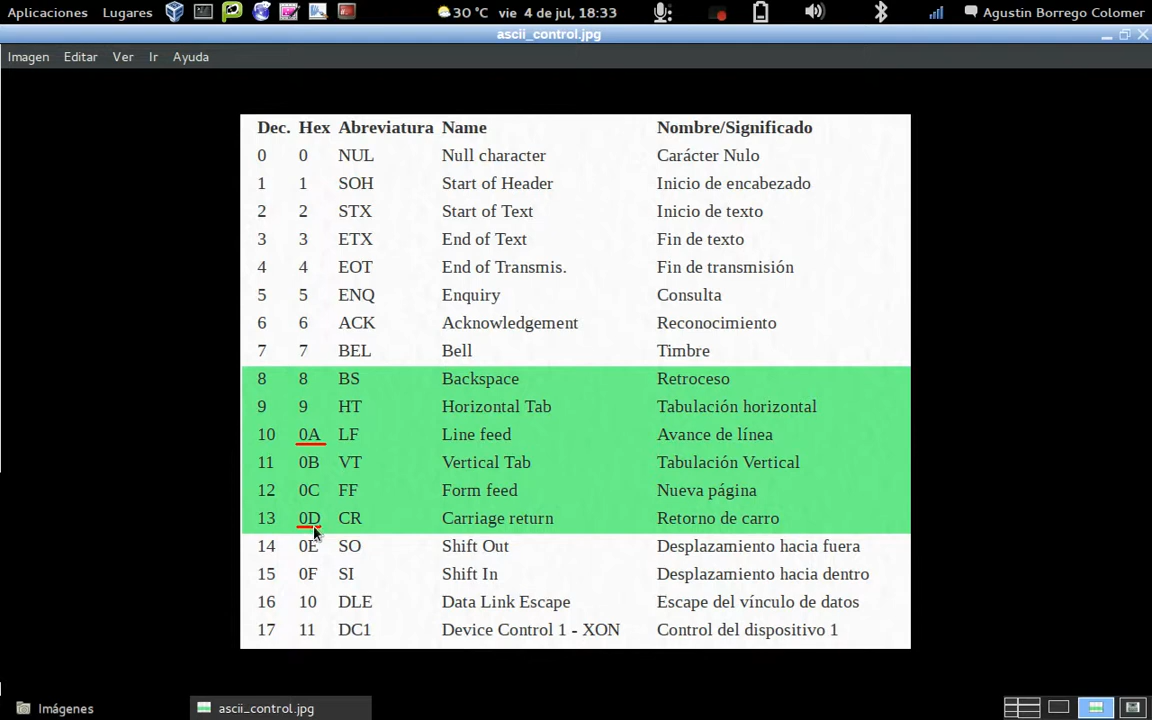 Aplicaciones Lugares 30 °C vie 4 de jul, 18:33 Agustin Borrego Colomer
ascii_control.jpg
Imagen Editar Ver Ir Ayuda
Dec. Hex Abreviatura Name Nombre/Significado
0 0 NUL Null character Carácter Nulo
1 1 SOH Start of Header Inicio de encabezado
2 2 STX Start of Text Inicio de texto
3 3 ETX End of Text Fin de texto
4 4 EOT End of Transmis. Fin de transmisión
5 5 ENQ Enquiry Consulta
6 6 ACK Acknowledgement Reconocimiento
7 7 BEL Bell Timbre
8 8 BS Backspace Retroceso
9 9 HT Horizontal Tab Tabulación horizontal
10 0A LF Line feed Avance de línea
11 0B VT Vertical Tab Tabulación Vertical
12 0C FF Form feed Nueva página
13 0D CR Carriage return Retorno de carro
14 0E SO Shift Out Desplazamiento hacia fuera
15 0F SI Shift In Desplazamiento hacia dentro
16 10 DLE Data Link Escape Escape del vínculo de datos
17 11 DC1 Device Control 1 - XON Control del dispositivo 1
Imágenes ascii_control.jpg